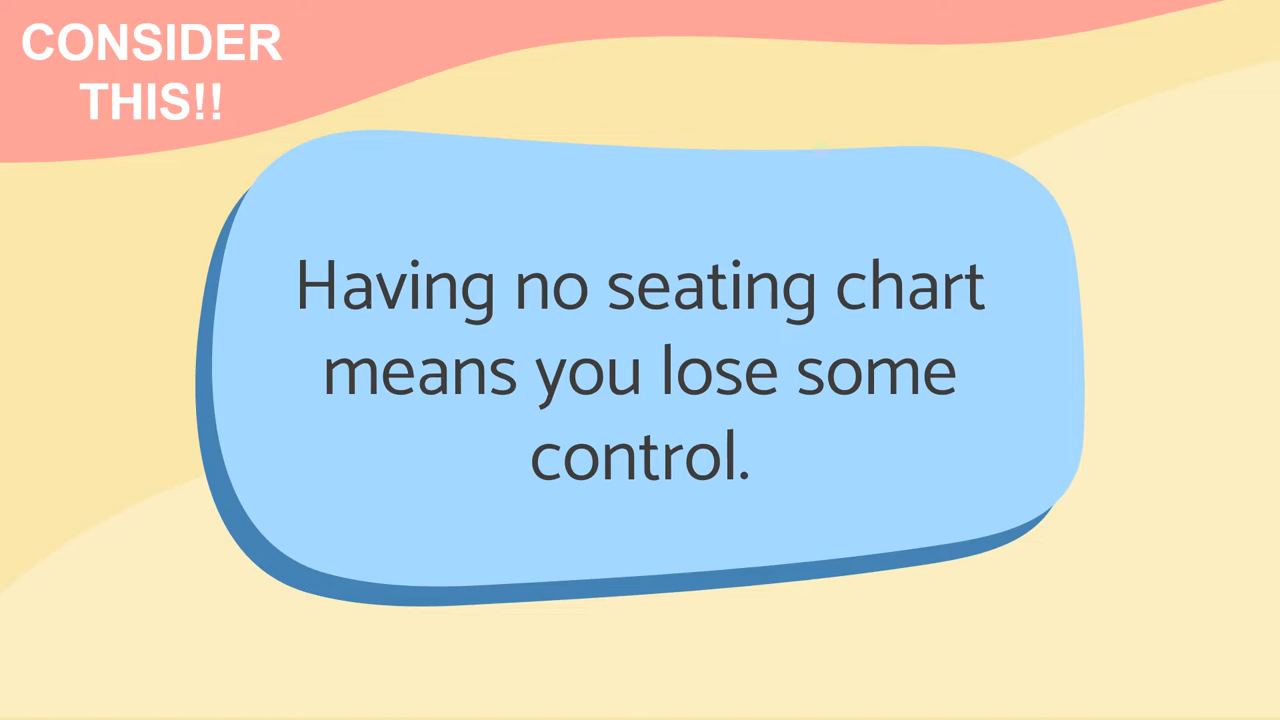 CONSIDER
THIS!!
Having no seating chart
means you lose some
control.